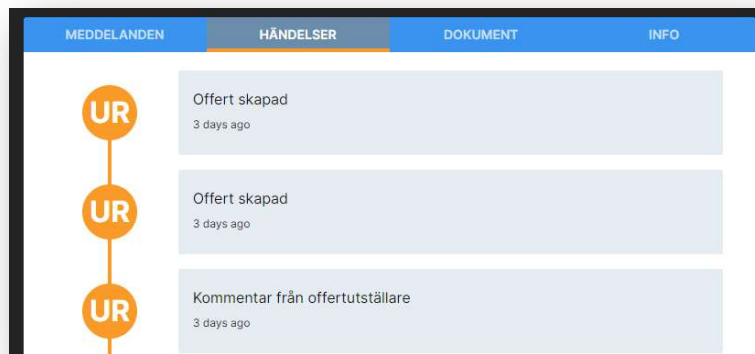 MEDDELANDEN HÄNDELSER DOKUMENT INFO
UR
Offert skapad
3 days ago
UR
Offert skapad
3 days ago
UR
Kommentar från offertutställare
3 days ago